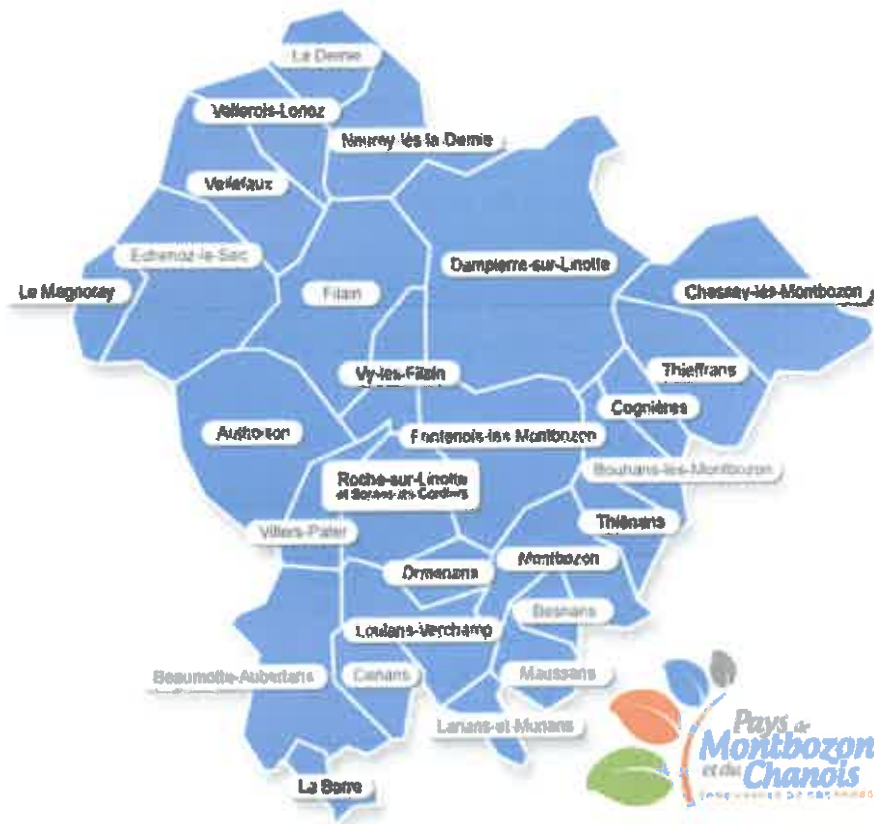 La Demie
Vellerois-Lorioz
Neurey-lès-la-Demie
Vellefaux
Echenoz-le-Sec
Dampierre-sur-Linotte
Le Magnoray
Filain
Chassey-lès-Montbozon
Vy-les-Filain
Thieffrans
Cognières
Authoison
Fontenois-les-Montbozon
Bouhans-lès-Montbozon
Roche-sur-Linotte
et Sorans-les-Cordiers
Thiénans
Villers-Pater
Montbozon
Ormenans
Besnans
Loulans-Verchamp
Beaumotte-Aubertans
Cenans
Maussans
Larians-et-Munans
La Barre
Pays de
Montbozon
et du
Chanois